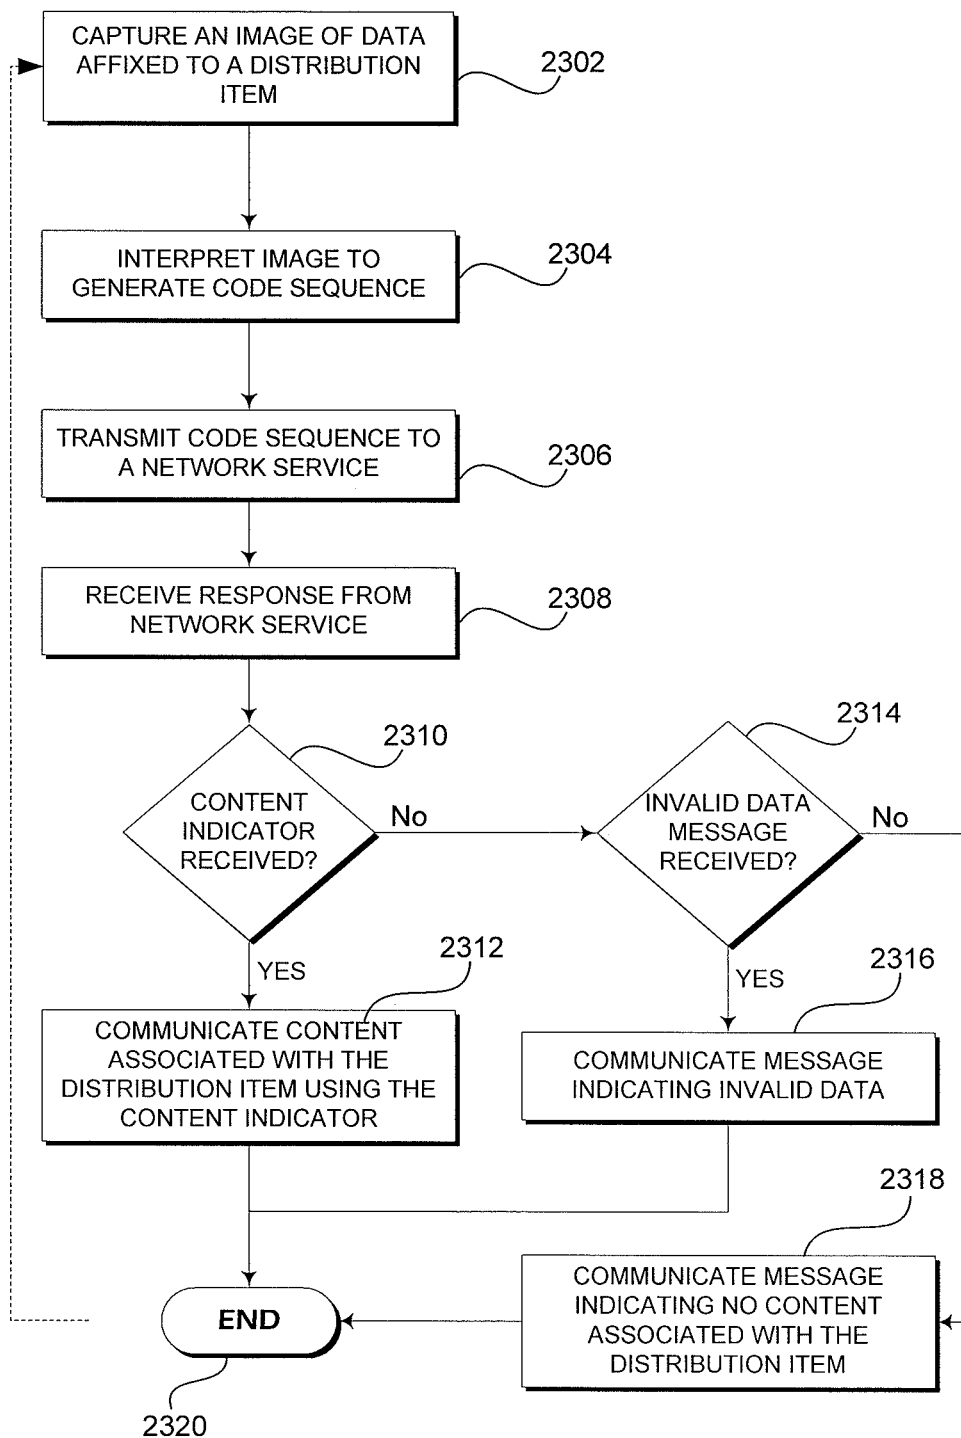 CAPTURE AN IMAGE OF DATA
AFFIXED TO A DISTRIBUTION
ITEM
2302
INTERPRET IMAGE TO
GENERATE CODE SEQUENCE
2304
TRANSMIT CODE SEQUENCE TO
A NETWORK SERVICE
2306
RECEIVE RESPONSE FROM
NETWORK SERVICE
2308
2310
CONTENT
INDICATOR
RECEIVED?
No
2314
INVALID DATA
MESSAGE
RECEIVED?
No
YES
2312
COMMUNICATE CONTENT
ASSOCIATED WITH THE
DISTRIBUTION ITEM USING THE
CONTENT INDICATOR
YES
2316
COMMUNICATE MESSAGE
INDICATING INVALID DATA
2318
COMMUNICATE MESSAGE
INDICATING NO CONTENT
ASSOCIATED WITH THE
DISTRIBUTION ITEM
END
2320